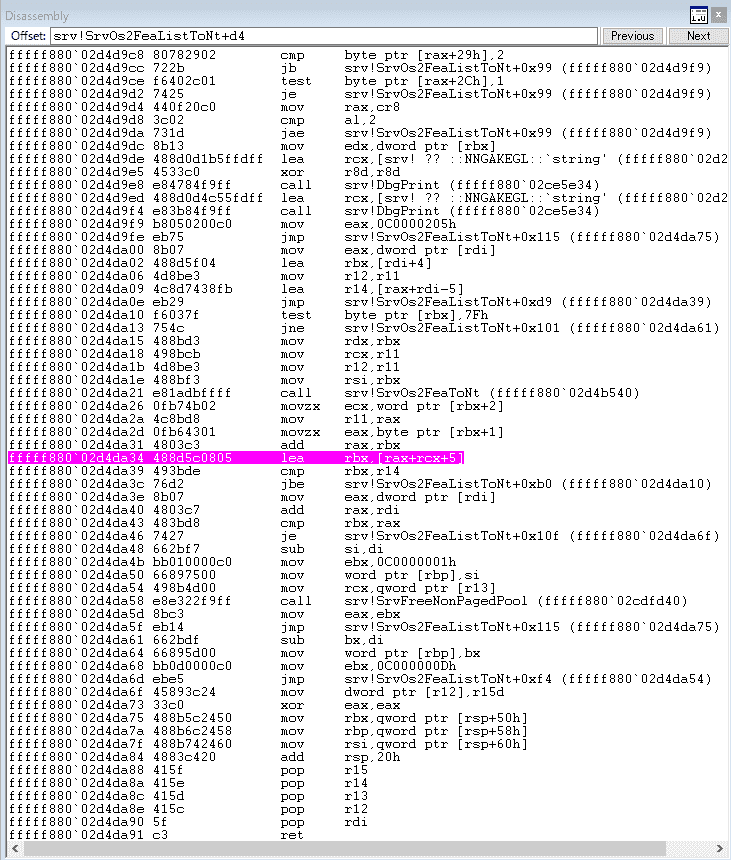 Disassembly
Offset: srv!SrvOs2FeaListToNt+d4 Previous Next
fffff880`02d4d9c8 80782902 cmp byte ptr [rax+29h],2
fffff880`02d4d9cc 722b jb srv!SrvOs2FeaListToNt+0x99 (fffff880`02d4d9f9)
fffff880`02d4d9ce f6402c01 test byte ptr [rax+2Ch],1
fffff880`02d4d9d2 7425 je srv!SrvOs2FeaListToNt+0x99 (fffff880`02d4d9f9)
fffff880`02d4d9d4 440f20c0 mov rax,cr8
fffff880`02d4d9d8 3c02 cmp al,2
fffff880`02d4d9da 731d jae srv!SrvOs2FeaListToNt+0x99 (fffff880`02d4d9f9)
fffff880`02d4d9dc 8b13 mov edx,dword ptr [rbx]
fffff880`02d4d9de 488d0d1b5ffdff lea rcx,[srv! ?? ::NNGAKEGL::`string' (fffff880`02d2
fffff880`02d4d9e5 4533c0 xor r8d,r8d
fffff880`02d4d9e8 e84784f9ff call srv!DbgPrint (fffff880`02ce5e34)
fffff880`02d4d9ed 488d0d4c55fdff lea rcx,[srv! ?? ::NNGAKEGL::`string' (fffff880`02d2
fffff880`02d4d9f4 e83b84f9ff call srv!DbgPrint (fffff880`02ce5e34)
fffff880`02d4d9f9 b8050200c0 mov eax,0C0000205h
fffff880`02d4d9fe eb75 jmp srv!SrvOs2FeaListToNt+0x115 (fffff880`02d4da75)
fffff880`02d4da00 8b07 mov eax,dword ptr [rdi]
fffff880`02d4da02 488d5f04 lea rbx,[rdi+4]
fffff880`02d4da06 4d8be3 mov r12,r11
fffff880`02d4da09 4c8d7438fb lea r14,[rax+rdi-5]
fffff880`02d4da0e eb29 jmp srv!SrvOs2FeaListToNt+0xd9 (fffff880`02d4da39)
fffff880`02d4da10 f6037f test byte ptr [rbx],7Fh
fffff880`02d4da13 754c jne srv!SrvOs2FeaListToNt+0x101 (fffff880`02d4da61)
fffff880`02d4da15 488bd3 mov rdx,rbx
fffff880`02d4da18 498bcb mov rcx,r11
fffff880`02d4da1b 4d8be3 mov r12,r11
fffff880`02d4da1e 488bf3 mov rsi,rbx
fffff880`02d4da21 e81adbffff call srv!SrvOs2FeaToNt (fffff880`02d4b540)
fffff880`02d4da26 0fb74b02 movzx ecx,word ptr [rbx+2]
fffff880`02d4da2a 4c8bd8 mov r11,rax
fffff880`02d4da2d 0fb64301 movzx eax,byte ptr [rbx+1]
fffff880`02d4da31 4803c3 add rax,rbx
fffff880`02d4da34 488d5c0805 lea rbx,[rax+rcx+5]
fffff880`02d4da39 493bde cmp rbx,r14
fffff880`02d4da3c 76d2 jbe srv!SrvOs2FeaListToNt+0xb0 (fffff880`02d4da10)
fffff880`02d4da3e 8b07 mov eax,dword ptr [rdi]
fffff880`02d4da40 4803c7 add rax,rdi
fffff880`02d4da43 483bd8 cmp rbx,rax
fffff880`02d4da46 7427 je srv!SrvOs2FeaListToNt+0x10f (fffff880`02d4da6f)
fffff880`02d4da48 662bf7 sub si,di
fffff880`02d4da4b bb010000c0 mov ebx,0C0000001h
fffff880`02d4da50 66897500 mov word ptr [rbp],si
fffff880`02d4da54 498b4d00 mov rcx,qword ptr [r13]
fffff880`02d4da58 e8e322f9ff call srv!SrvFreeNonPagedPool (fffff880`02cdfd40)
fffff880`02d4da5d 8bc3 mov eax,ebx
fffff880`02d4da5f eb14 jmp srv!SrvOs2FeaListToNt+0x115 (fffff880`02d4da75)
fffff880`02d4da61 662bdf sub bx,di
fffff880`02d4da64 66895d00 mov word ptr [rbp],bx
fffff880`02d4da68 bb0d0000c0 mov ebx,0C000000Dh
fffff880`02d4da6d ebe5 jmp srv!SrvOs2FeaListToNt+0xf4 (fffff880`02d4da54)
fffff880`02d4da6f 45893c24 mov dword ptr [r12],r15d
fffff880`02d4da73 33c0 xor eax,eax
fffff880`02d4da75 488b5c2450 mov rbx,qword ptr [rsp+50h]
fffff880`02d4da7a 488b6c2458 mov rbp,qword ptr [rsp+58h]
fffff880`02d4da7f 488b742460 mov rsi,qword ptr [rsp+60h]
fffff880`02d4da84 4883c420 add rsp,20h
fffff880`02d4da88 415f pop r15
fffff880`02d4da8a 415e pop r14
fffff880`02d4da8c 415d pop r13
fffff880`02d4da8e 415c pop r12
fffff880`02d4da90 5f pop rdi
fffff880`02d4da91 c3 ret